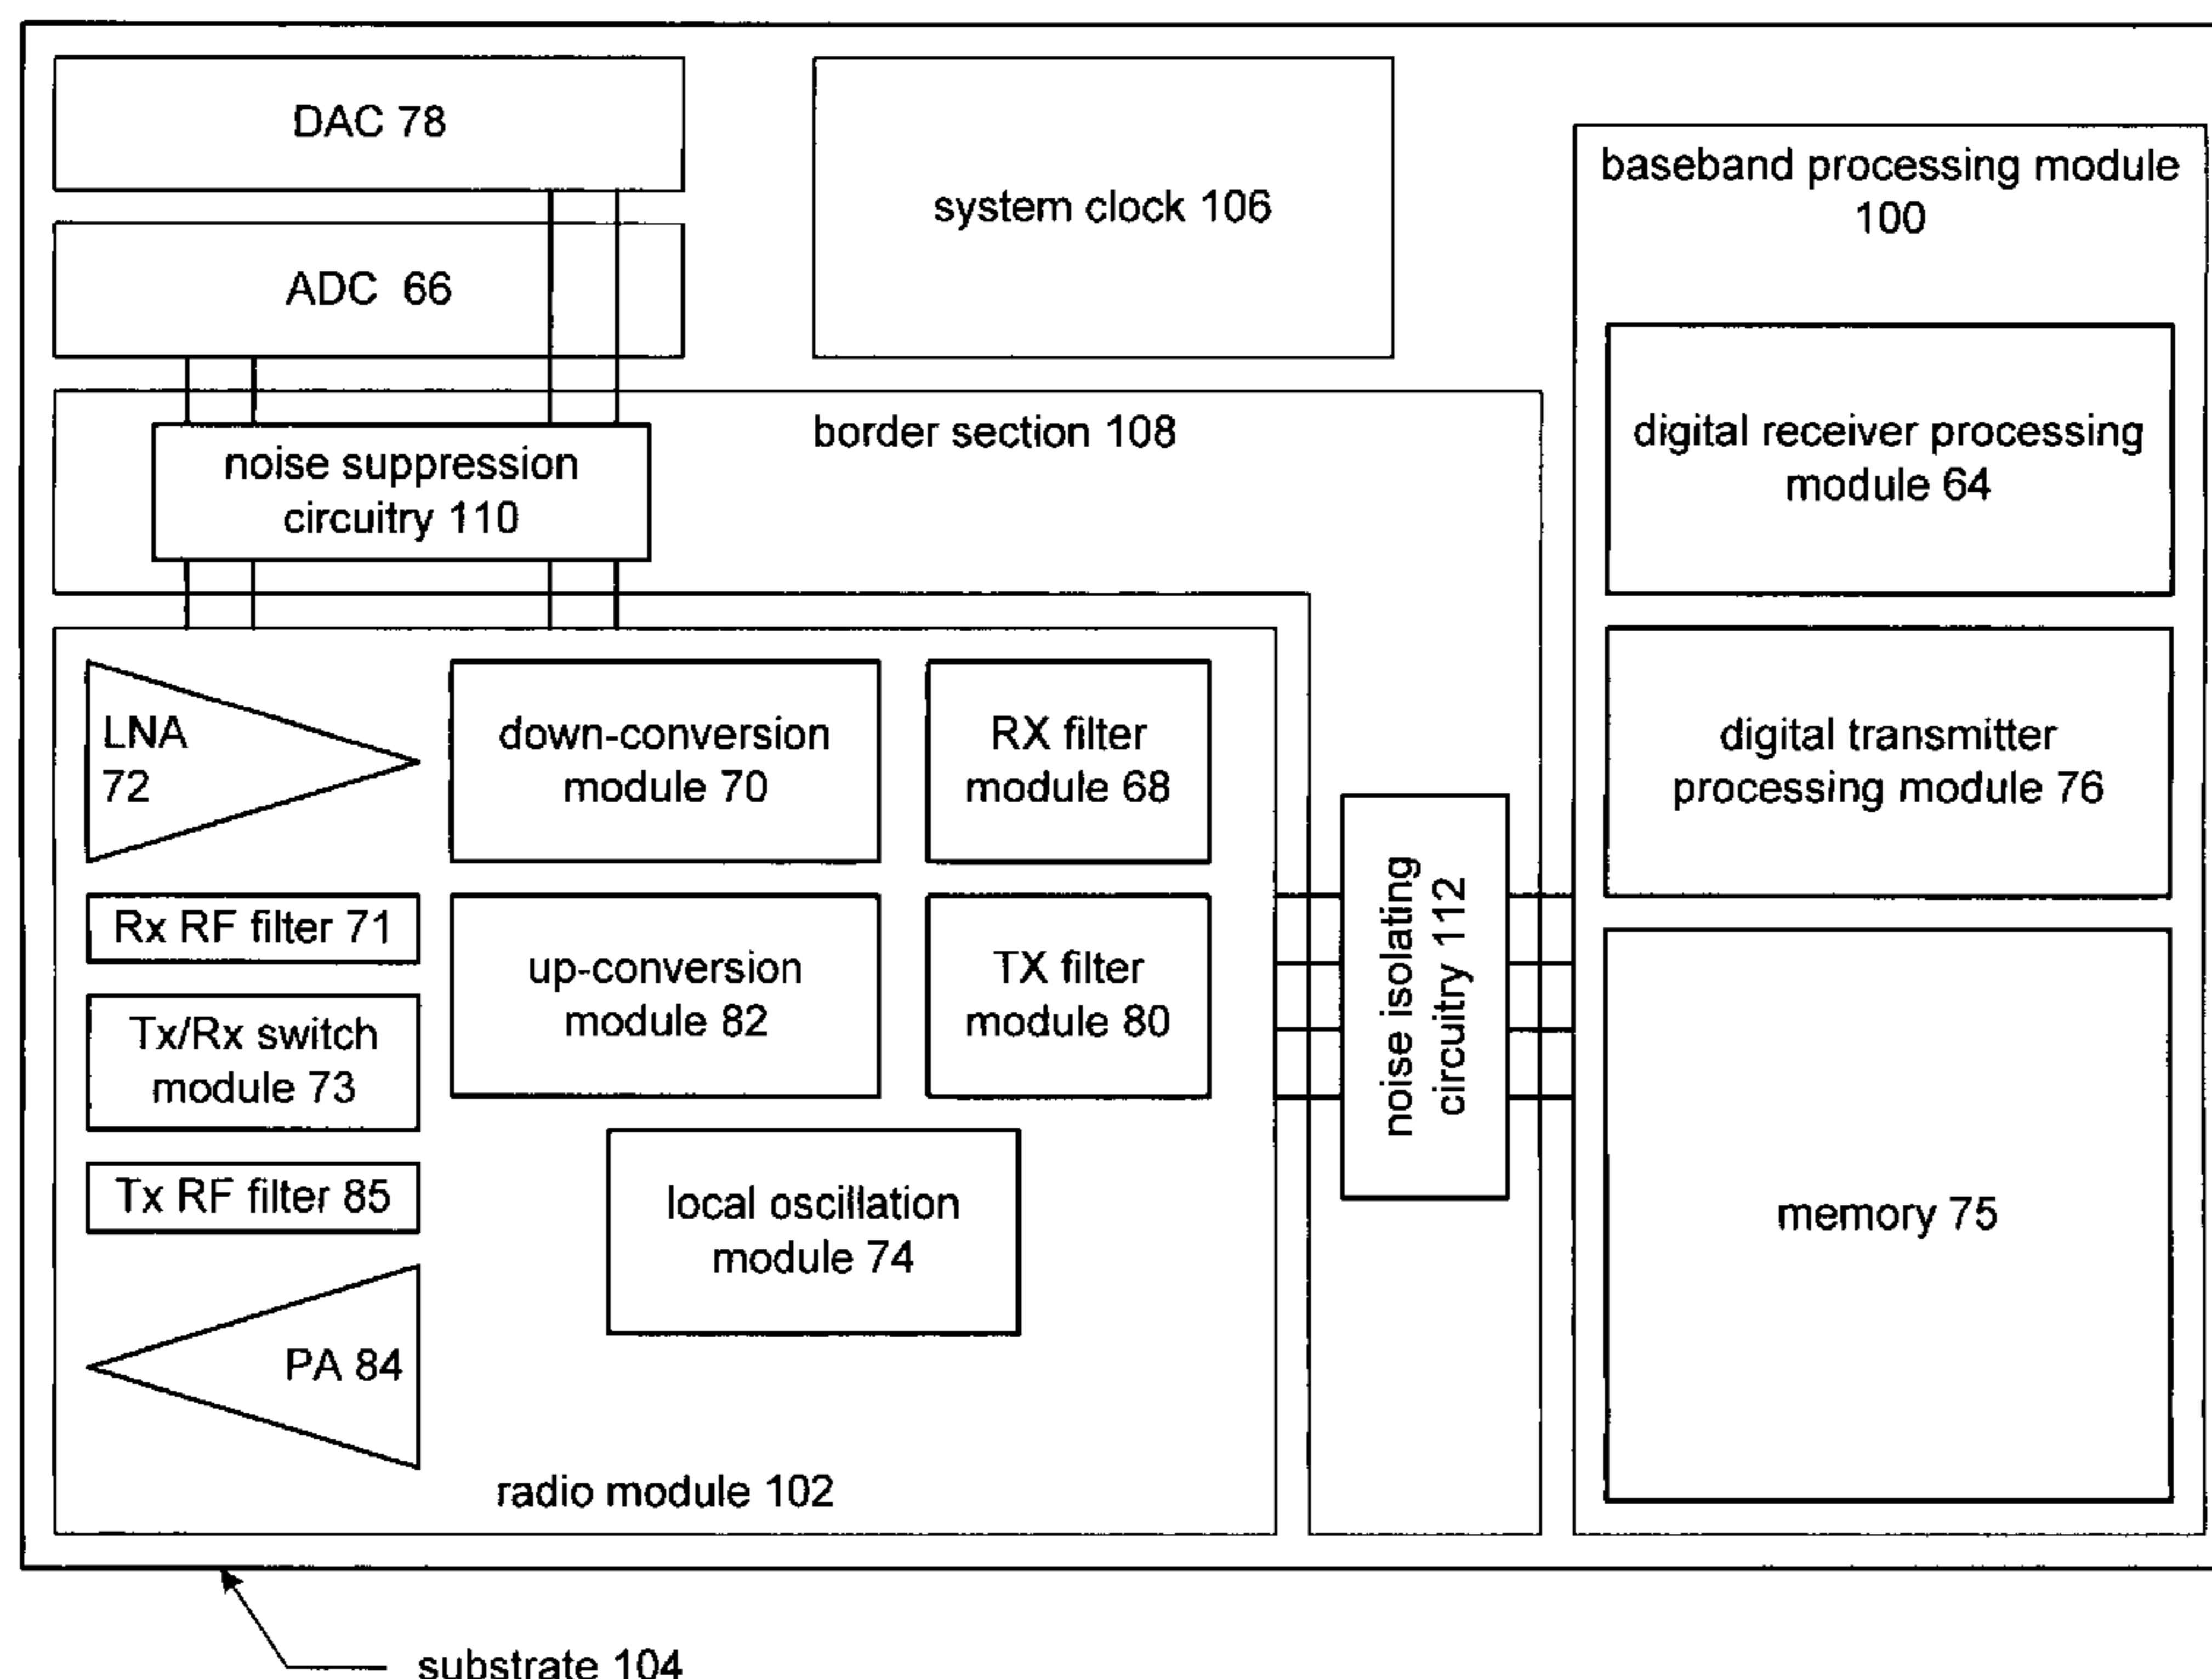 DAC 78
system clock 106
baseband processing module
100
ADC 66
border section 108
noise suppression
circuitry 110
digital receiver processing
module 64
LNA
72
down-conversion
module 70
RX filter
module 68
digital transmitter
processing module 76
Rx RF filter 71
up-conversion
module 82
TX filter
module 80
noise isolating
circuitry 112
Tx/Rx switch
module 73
Tx RF filter 85
local oscillation
module 74
memory 75
PA 84
radio module 102
substrate 104